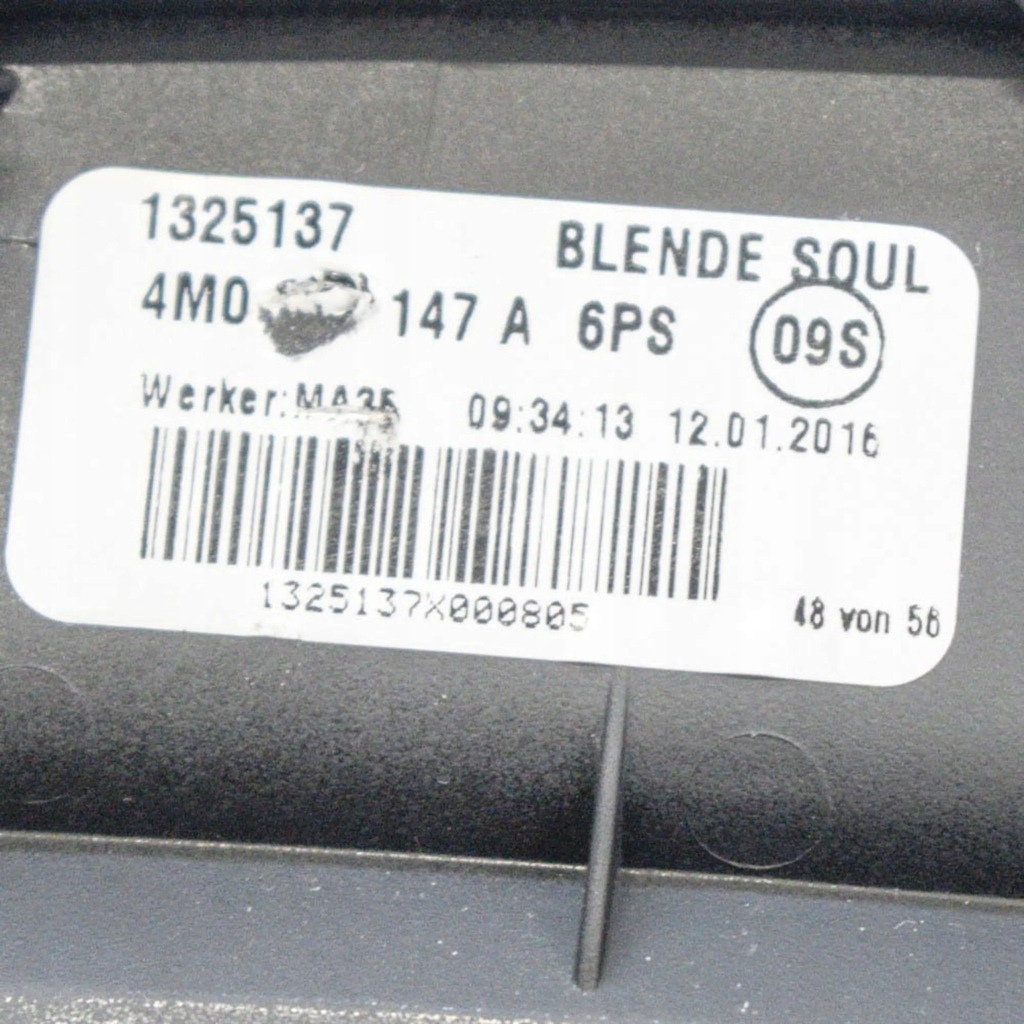 1325137 BLENDE SOUL
4M0 147 A 6PS 09S
Werker: 09:34:13 12.01.2016
1325137X000805 48 von 56